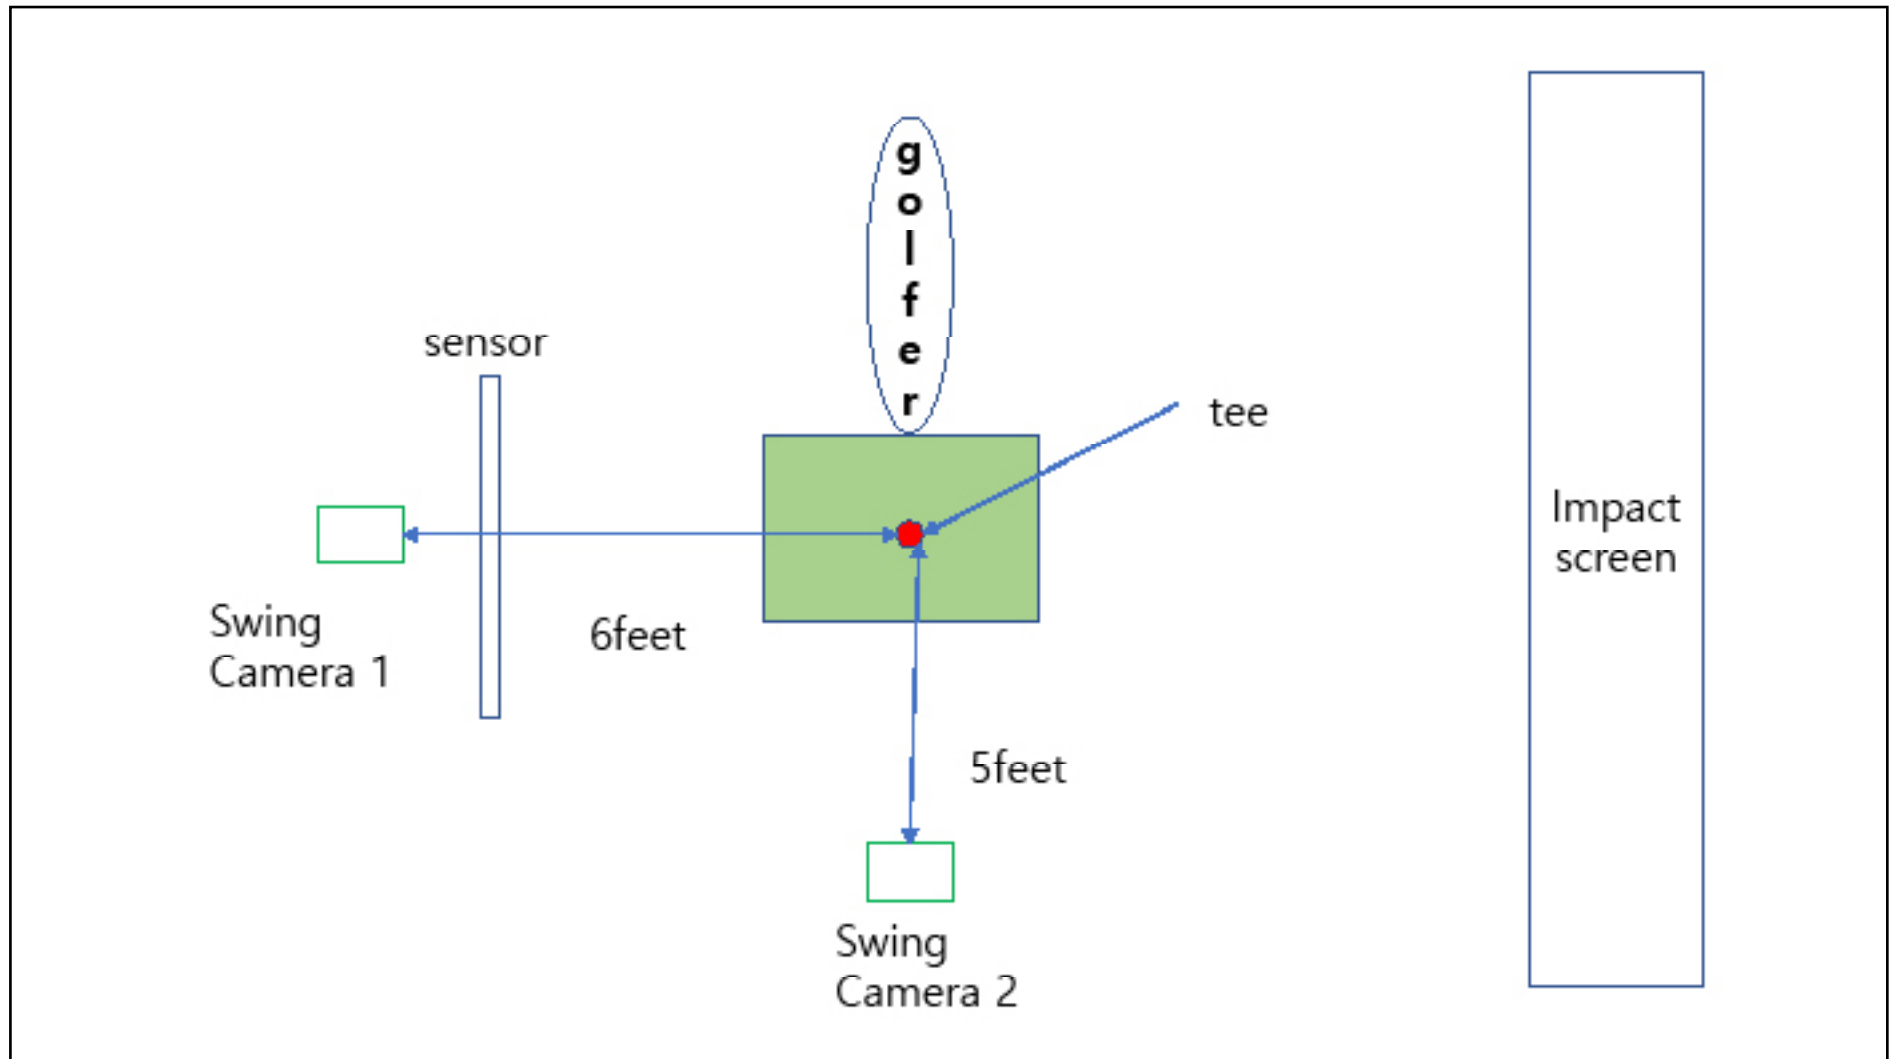 g
o
l
f
e
r
sensor
tee
Impact
screen
Swing
Camera 1
6feet
5feet
Swing
Camera 2